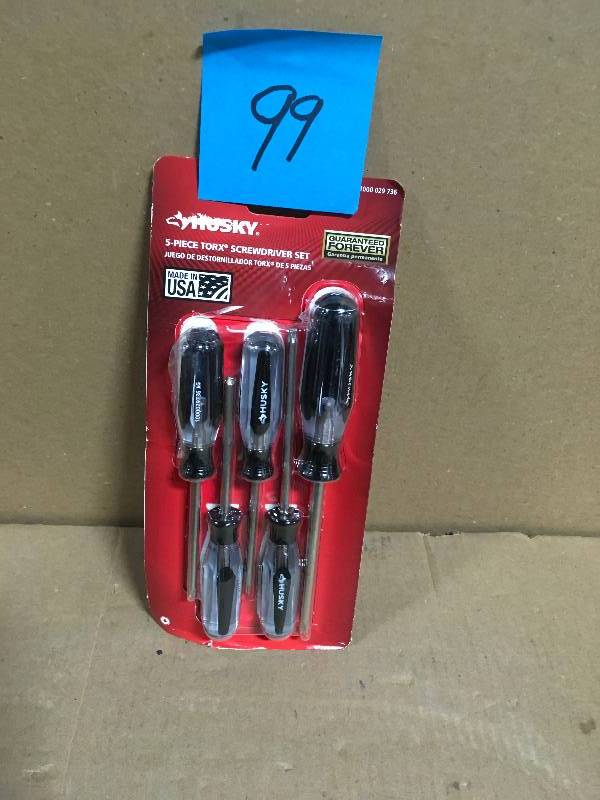 99
1000 029 736
HUSKY
5-PIECE TORX® SCREWDRIVER SET
JUEGO DE DESTORNILLADOR TORX® DE 5 PIEZAS
GUARANTEED
FOREVER
Garantía permanente
MADE IN
USA
HUSKY
HUSKY
HUSKY